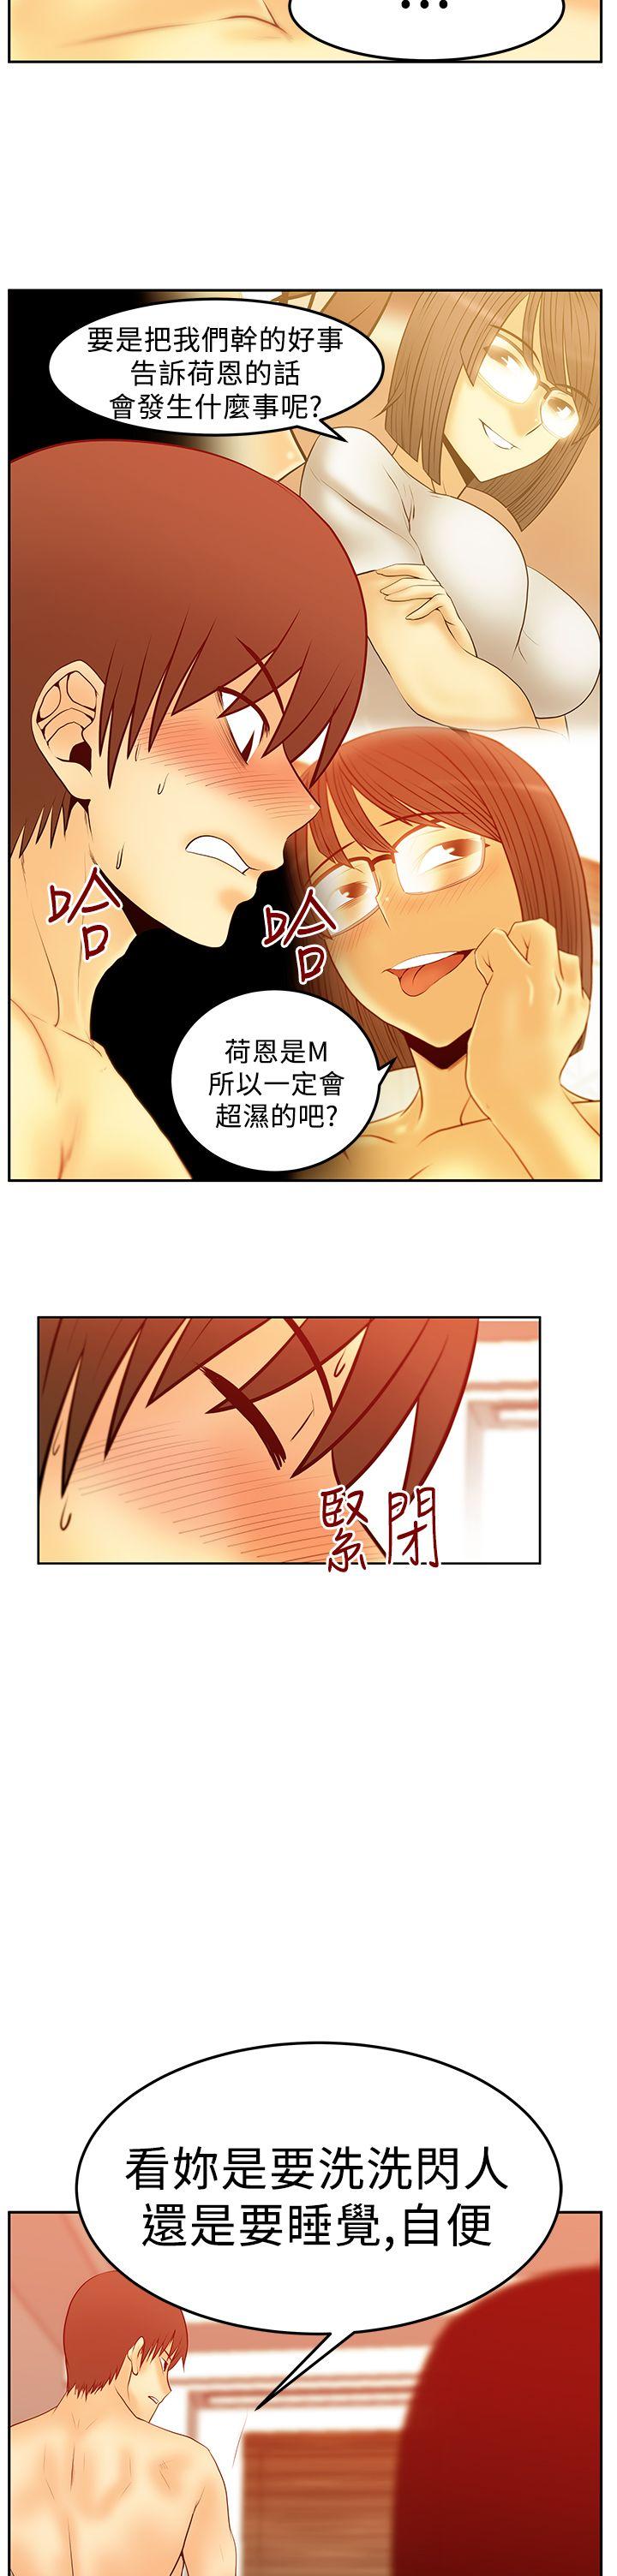 ...
要是把我們幹的好事
告訴荷恩的話
會發生什麼事呢?
哈
哈
荷恩是M
所以一定會
超濕的吧?
緊閉
看妳是要洗洗閃人
還是要睡覺,自便